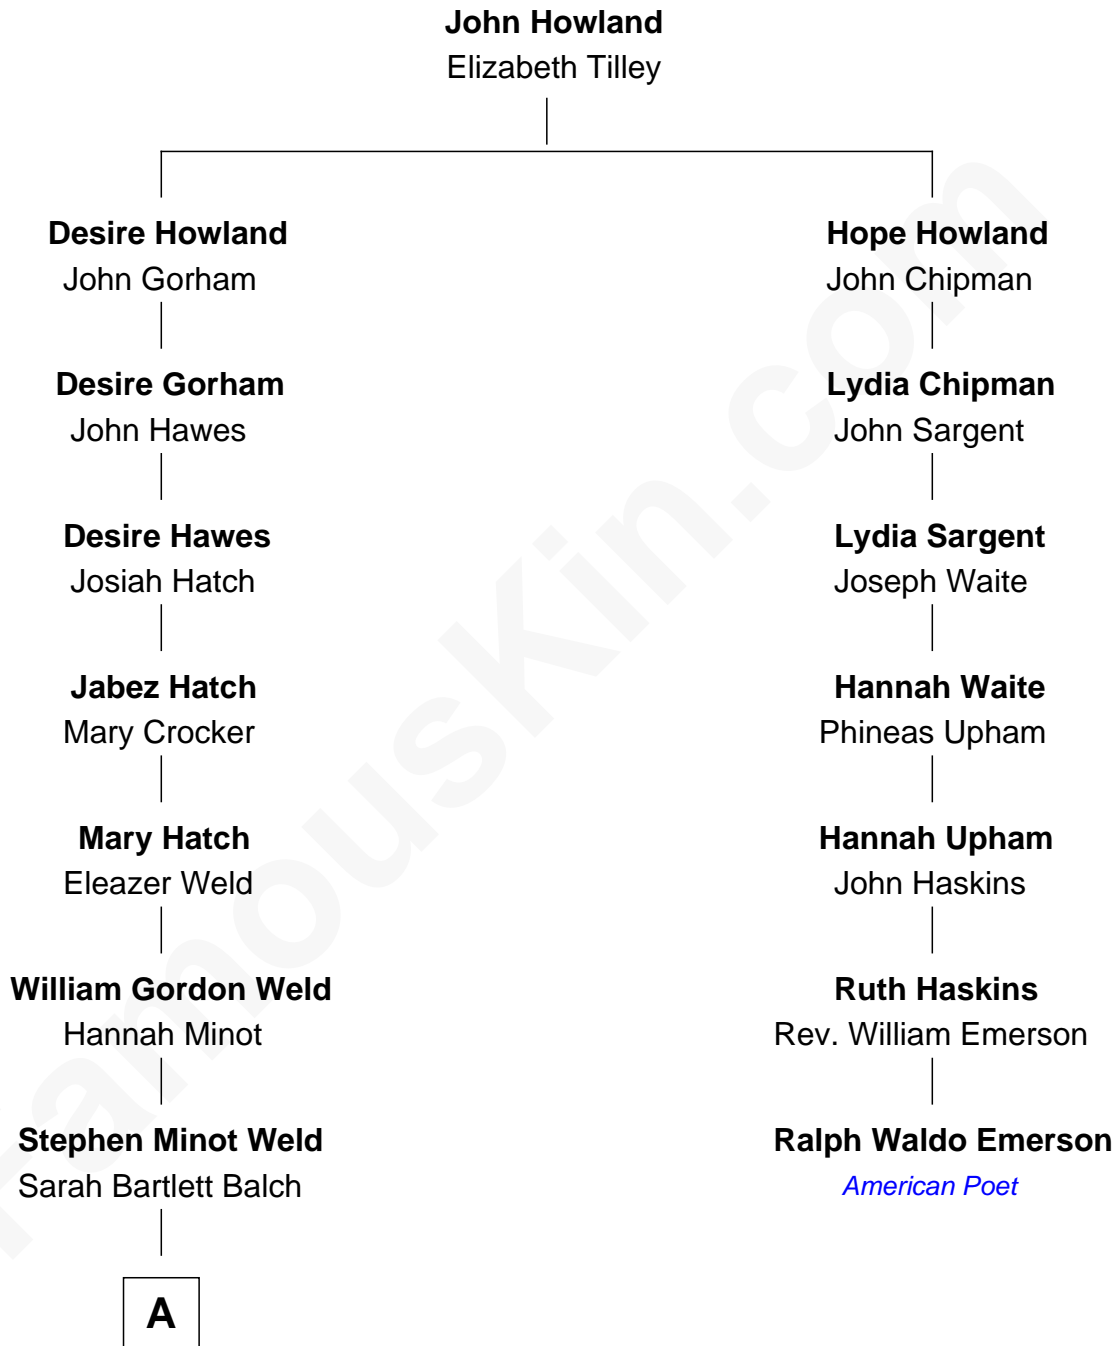 John Howland
Elizabeth Tilley
Desire Howland
John Gorham
Hope Howland
John Chipman
Desire Gorham
John Hawes
Lydia Chipman
John Sargent
Desire Hawes
Josiah Hatch
Lydia Sargent
Joseph Waite
Jabez Hatch
Mary Crocker
Hannah Waite
Phineas Upham
Mary Hatch
Eleazer Weld
Hannah Upham
John Haskins
William Gordon Weld
Hannah Minot
Ruth Haskins
Rev. William Emerson
Stephen Minot Weld
Sarah Bartlett Balch
Ralph Waldo Emerson
American Poet
A
FamousKin.com